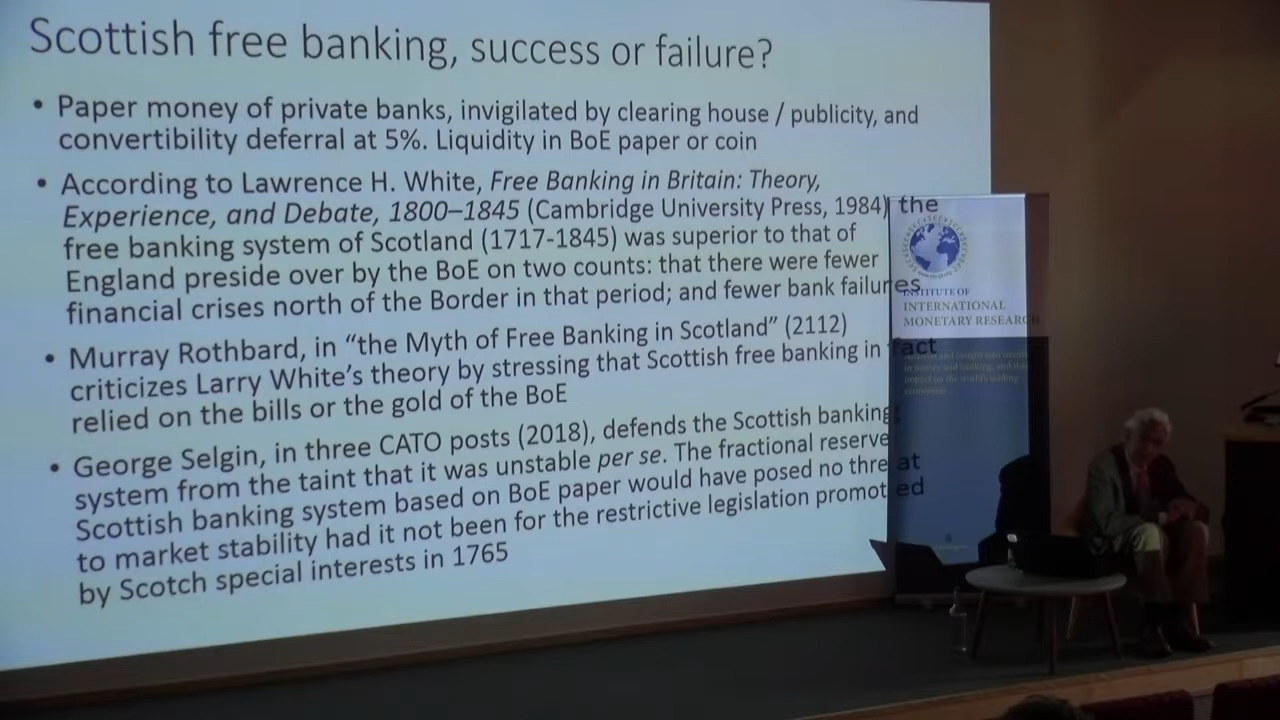 Scottish free banking, success or failure?
• Paper money of private banks, invigilated by clearing house / publicity, and
convertibility deferral at 5%. Liquidity in BoE paper or coin
• According to Lawrence H. White, Free Banking in Britain: Theory,
Experience, and Debate, 1800–1845 (Cambridge University Press, 1984) the
free banking system of Scotland (1717-1845) was superior to that of
England preside over by the BoE on two counts: that there were fewer
financial crises north of the Border in that period; and fewer bank failures
• Murray Rothbard, in “the Myth of Free Banking in Scotland” (2112)
criticizes Larry White’s theory by stressing that Scottish free banking in fact
relied on the bills or the gold of the BoE
• George Selgin, in three CATO posts (2018), defends the Scottish banking
system from the taint that it was unstable per se. The fractional reserve
Scottish banking system based on BoE paper would have posed no threat
to market stability had it not been for the restrictive legislation promoted
by Scotch special interests in 1765
INSTITUTE OF
INTERNATIONAL
MONETARY RESEARCH